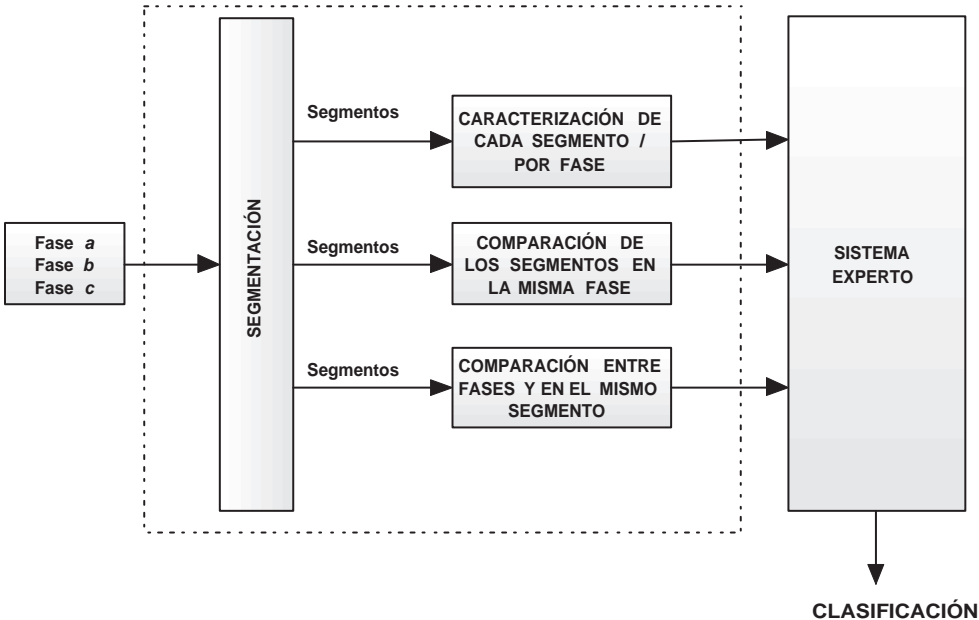 Fase a
Fase b
Fase c
SEGMENTACIÓN
Segmentos
CARACTERIZACIÓN DE
CADA SEGMENTO /
POR FASE
Segmentos
COMPARACIÓN DE
LOS SEGMENTOS EN
LA MISMA FASE
Segmentos
COMPARACIÓN ENTRE
FASES Y EN EL MISMO
SEGMENTO
SISTEMA
EXPERTO
CLASIFICACIÓN